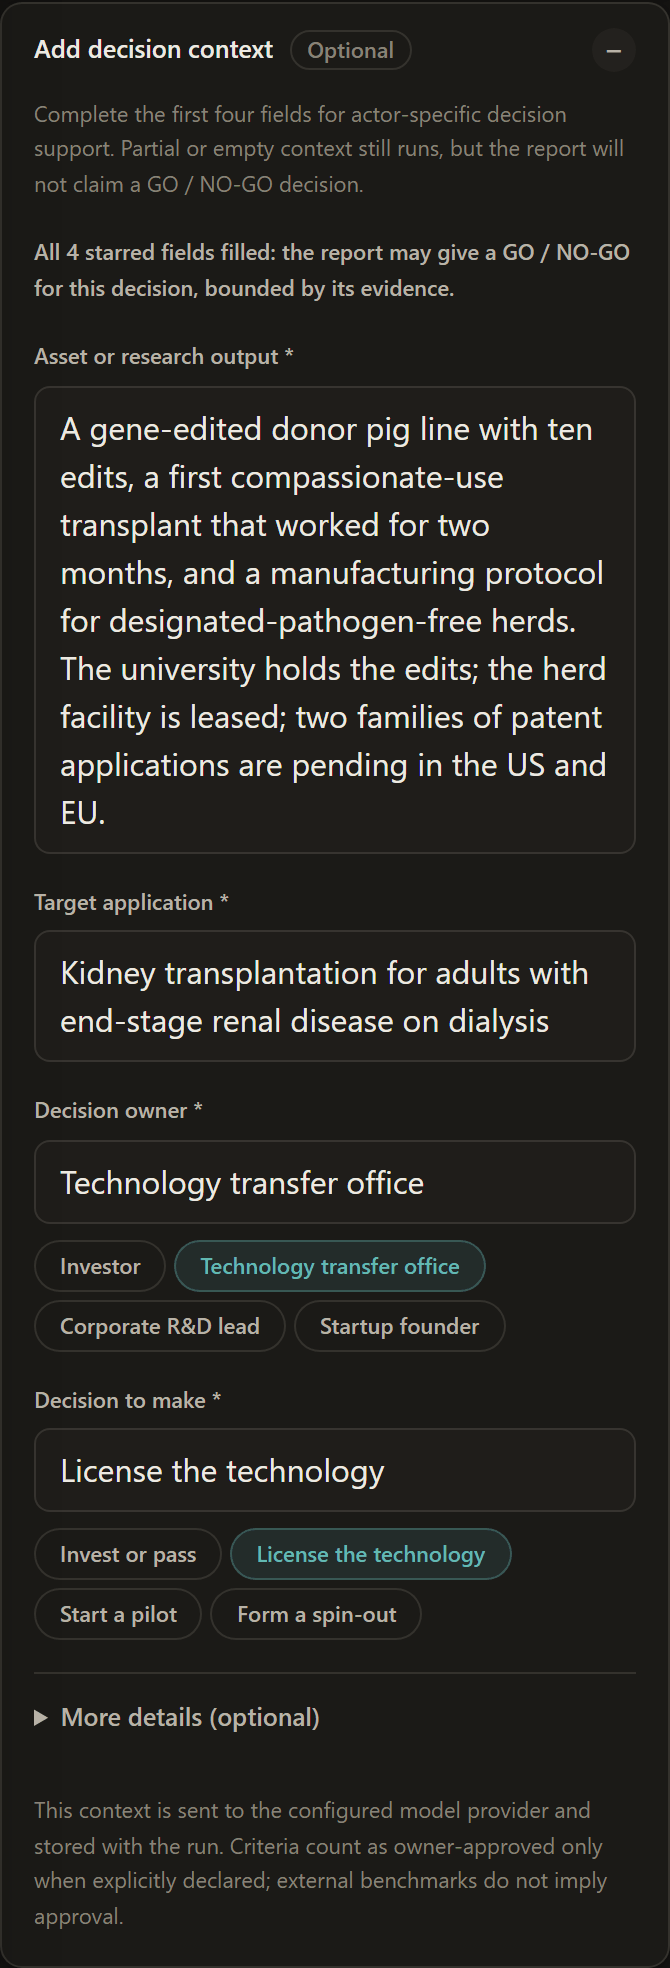 Add decision context
Optional
−
Complete the first four fields for actor-specific decision
support. Partial or empty context still runs, but the report will
not claim a GO / NO-GO decision.
All 4 starred fields filled: the report may give a GO / NO-GO
for this decision, bounded by its evidence.
Asset or research output *
A gene-edited donor pig line with ten
edits, a first compassionate-use
transplant that worked for two
months, and a manufacturing protocol
for designated-pathogen-free herds.
The university holds the edits; the herd
facility is leased; two families of patent
applications are pending in the US and
EU.
Target application *
Kidney transplantation for adults with
end-stage renal disease on dialysis
Decision owner *
Technology transfer office
Investor
Technology transfer office
Corporate R&D lead
Startup founder
Decision to make *
License the technology
Invest or pass
License the technology
Start a pilot
Form a spin-out
▶ More details (optional)
This context is sent to the configured model provider and
stored with the run. Criteria count as owner-approved only
when explicitly declared; external benchmarks do not imply
approval.